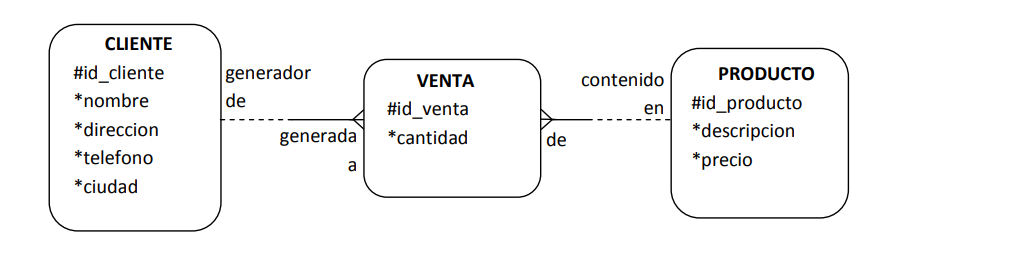 CLIENTE
#id_cliente
*nombre
*direccion
*telefono
*ciudad
generador
de
generada
a
VENTA
#id_venta
*cantidad
de
contenido
en
PRODUCTO
#id_producto
*descripcion
*precio